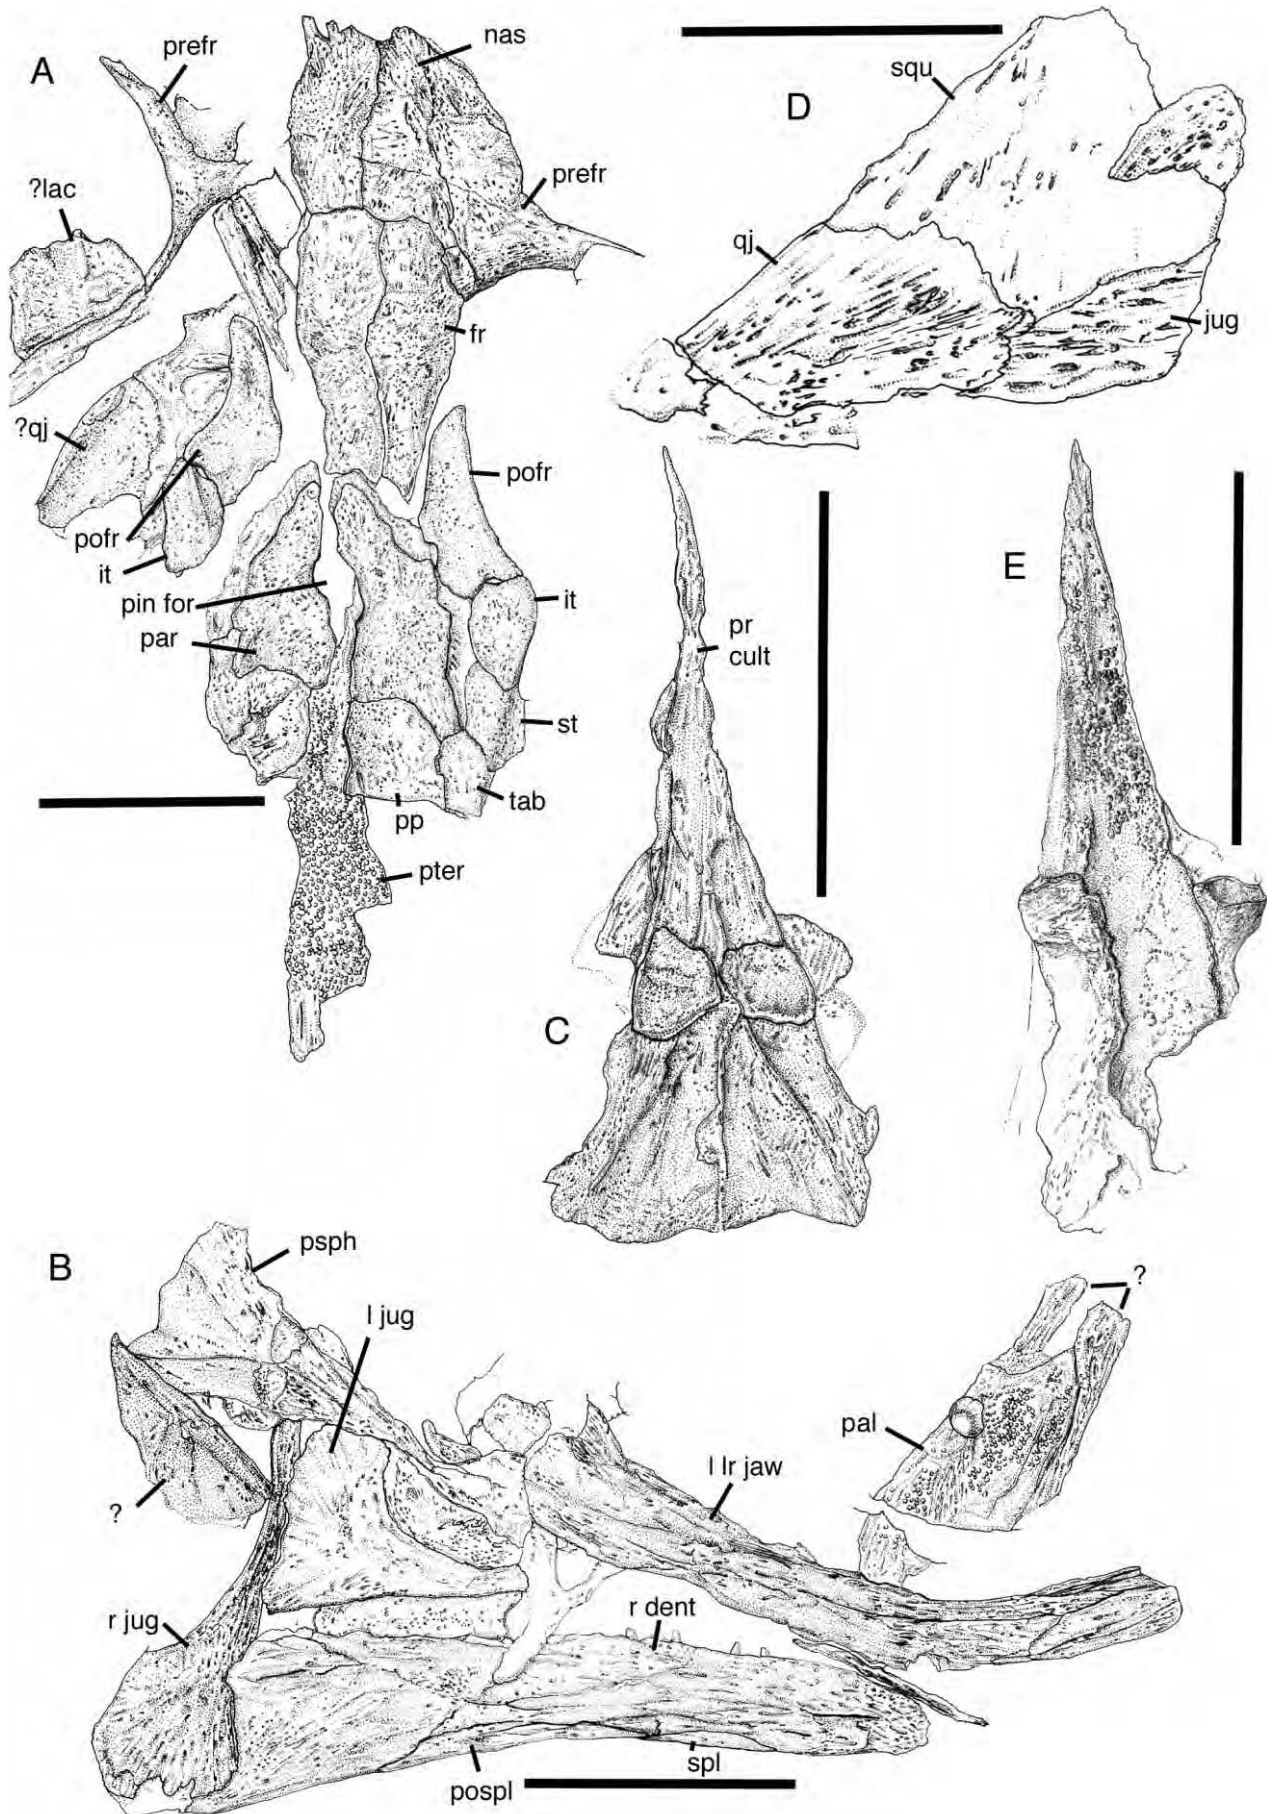 A
prefr
nas
prefr
?lac
fr
?qj
pofr
it
pofr
pin for
par
it
st
tab
pp
pter
D
squ
qj
jug
C
pr
cult
E
B
psph
l jug
?
r jug
l lr jaw
r dent
pospl
spl
pal
?